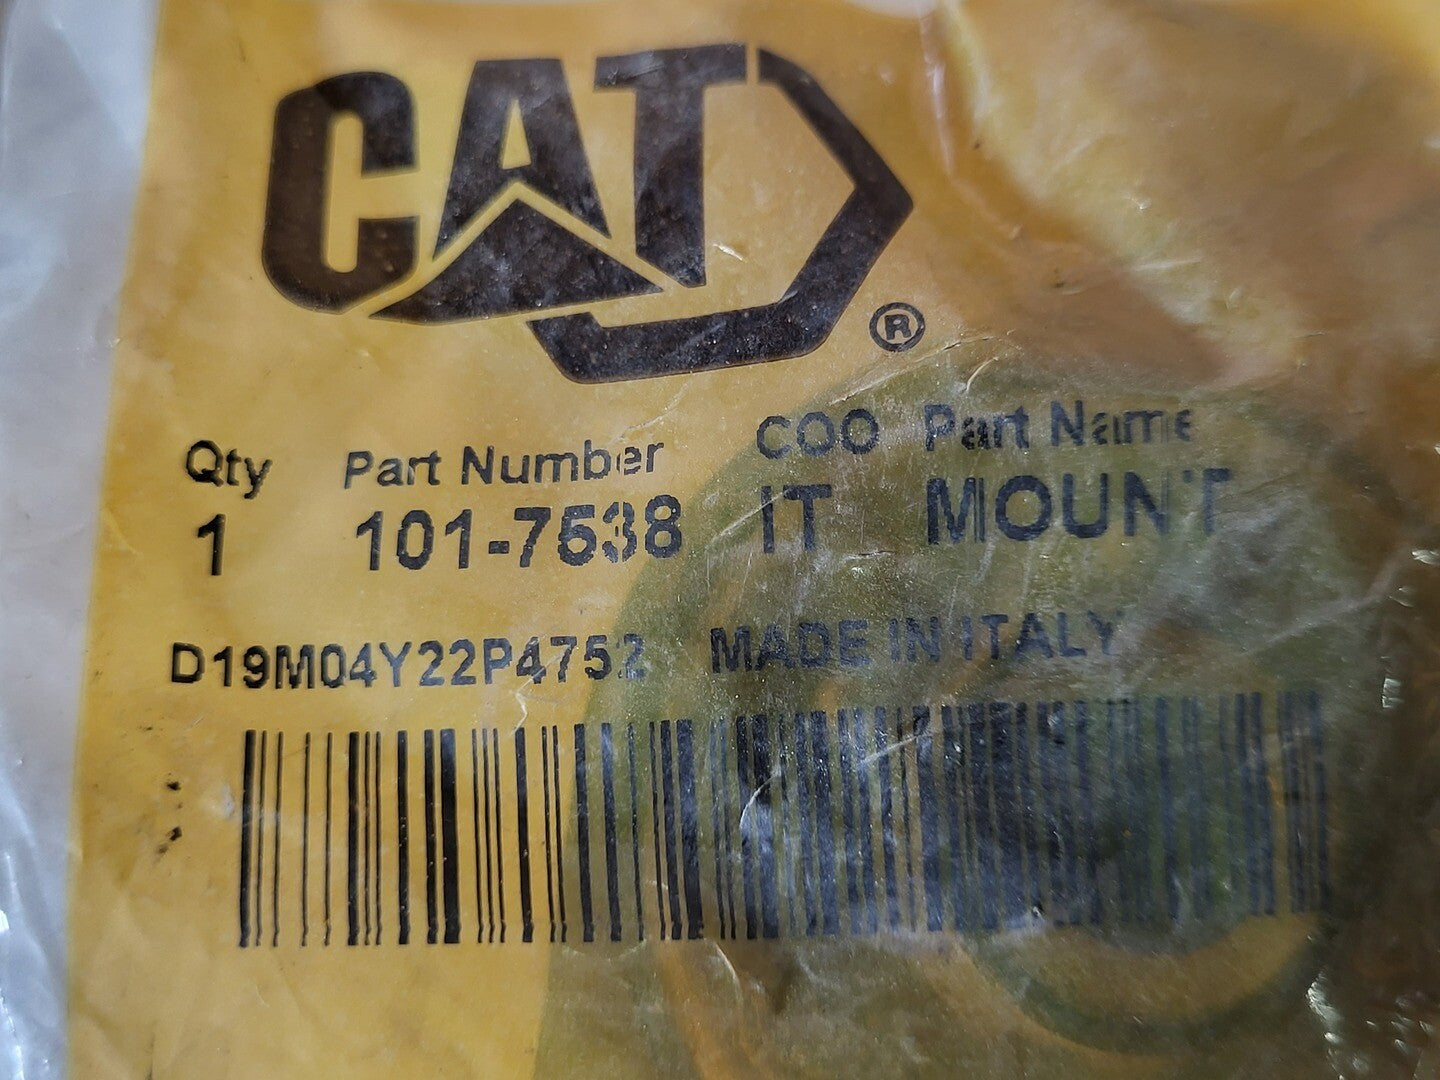 CAT®
Qty Part Number COO Part Name
1 101-7538 IT MOUNT
D19M04Y22P4752 MADE IN ITALY